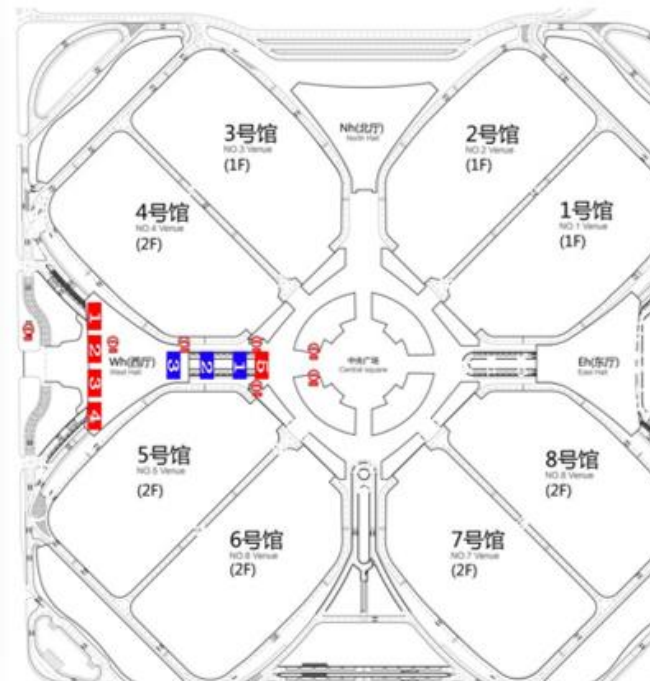 3号馆
NO.3 Venue
(1F)
Nh(北厅)
North Hall
2号馆
NO.2 Venue
(1F)
4号馆
NO.4 Venue
(2F)
1号馆
NO.1 Venue
(1F)
1
2
3
4
Wh(西厅)
West Hall
3
2
1
5
中央广场
Central square
Eh(东厅)
East Hall
5号馆
NO.5 Venue
(2F)
8号馆
NO.8 Venue
(2F)
6号馆
NO.6 Venue
(2F)
7号馆
NO.7 Venue
(2F)